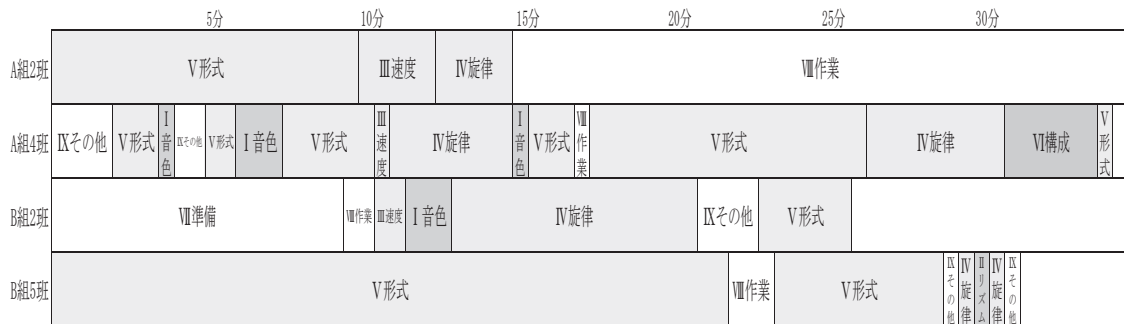 5分 10分 15分 20分 25分 30分
A組2班 Ⅴ形式 Ⅲ速度 Ⅳ旋律 Ⅷ作業
A組4班 Ⅸその他 Ⅴ形式 Ⅰ音色 Ⅸその他 Ⅴ形式 Ⅰ音色 Ⅴ形式 Ⅲ速度 Ⅳ旋律 Ⅰ音色 Ⅴ形式 Ⅷ作業 Ⅴ形式 Ⅳ旋律 Ⅵ構成 Ⅴ形式
B組2班 Ⅶ準備 Ⅷ作業 Ⅲ速度 Ⅰ音色 Ⅳ旋律 Ⅸその他 Ⅴ形式
B組5班 Ⅴ形式 Ⅷ作業 Ⅴ形式 Ⅸその他 Ⅳ旋律 Ⅱリズム Ⅳ旋律 Ⅸその他